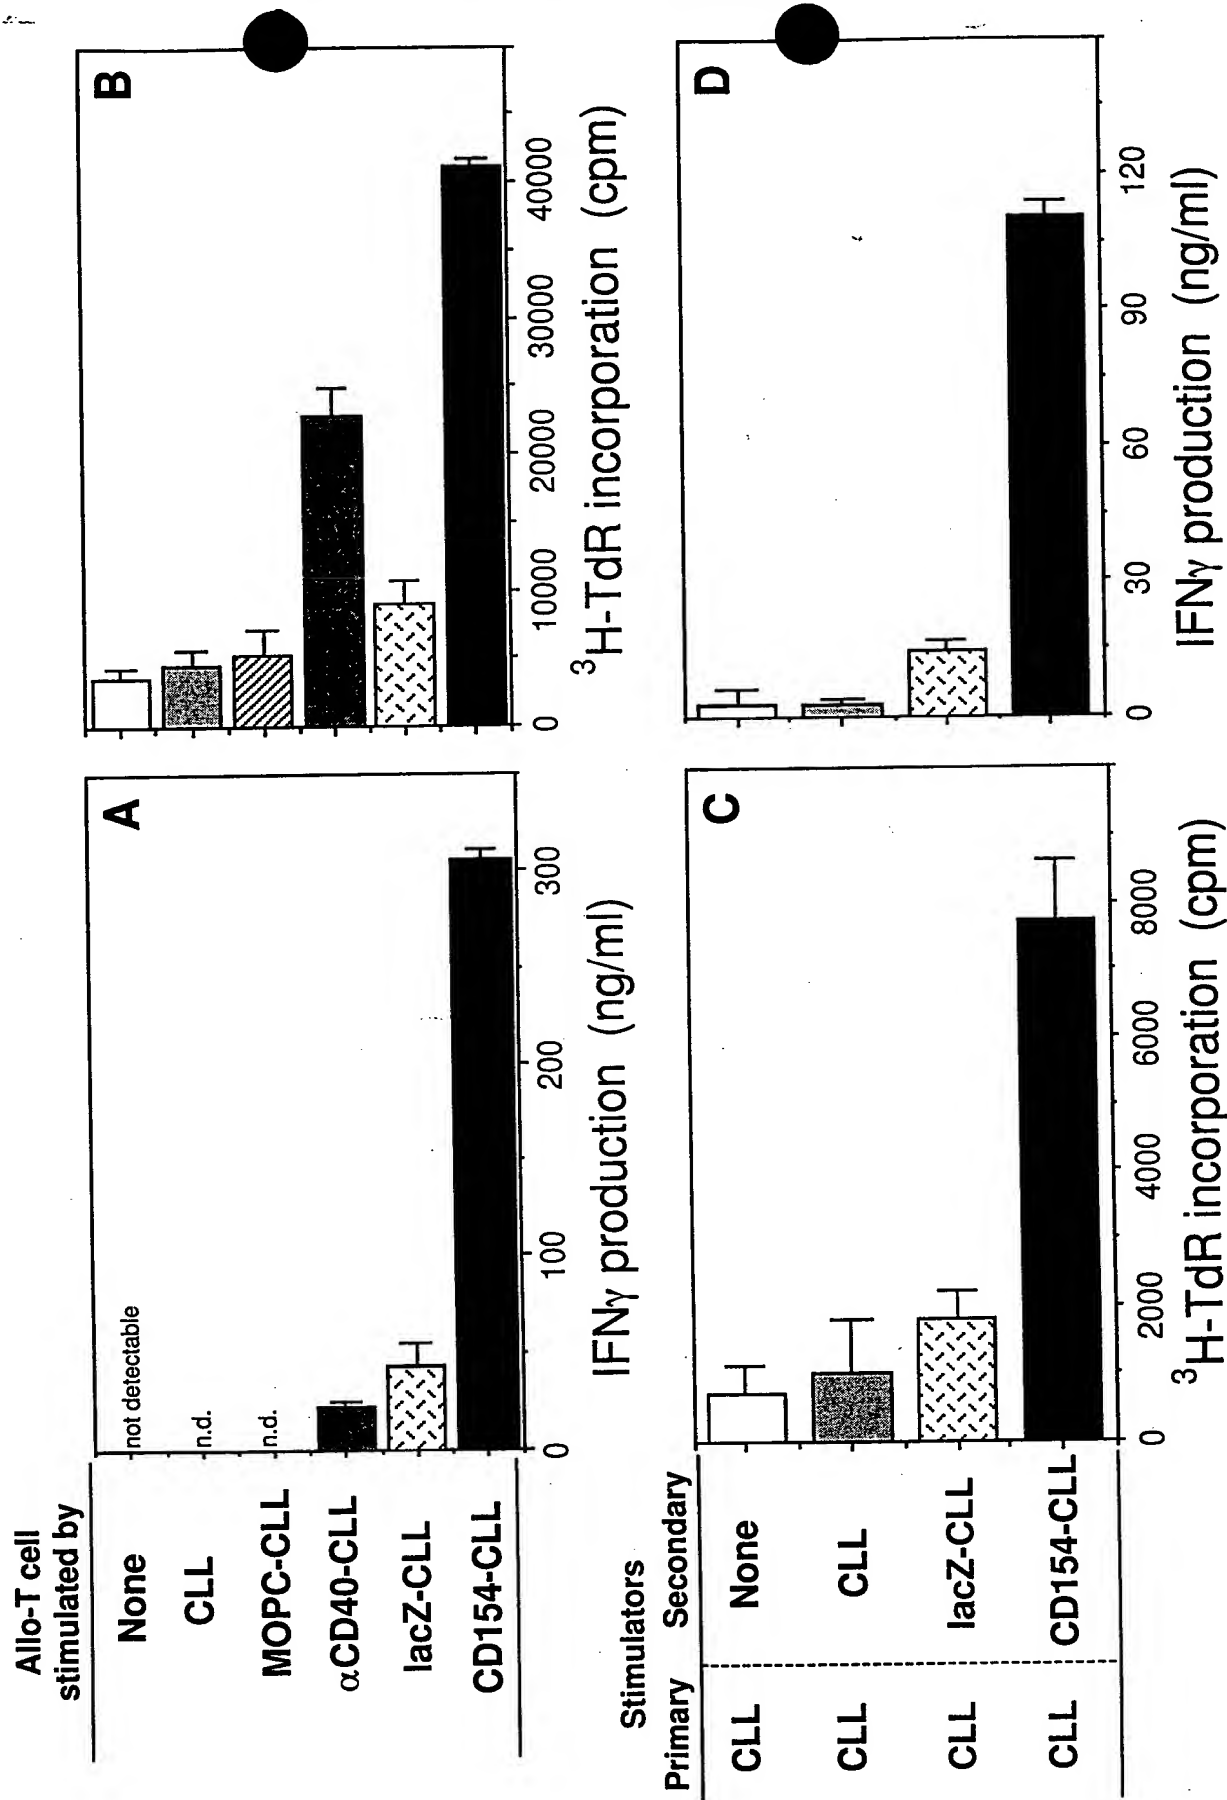 Allo-T cell
stimulated by
None
CLL
MOPC-CLL
αCD40-CLL
lacZ-CLL
CD154-CLL
A
not detectable
n.d.
n.d.
0 100 200 300
IFNγ production (ng/ml)
B
0 10000 20000 30000 40000
³H-TdR incorporation (cpm)
Stimulators
Primary Secondary
CLL None
CLL CLL
CLL lacZ-CLL
CLL CD154-CLL
C
0 2000 4000 6000 8000
³H-TdR incorporation (cpm)
D
0 30 60 90 120
IFNγ production (ng/ml)